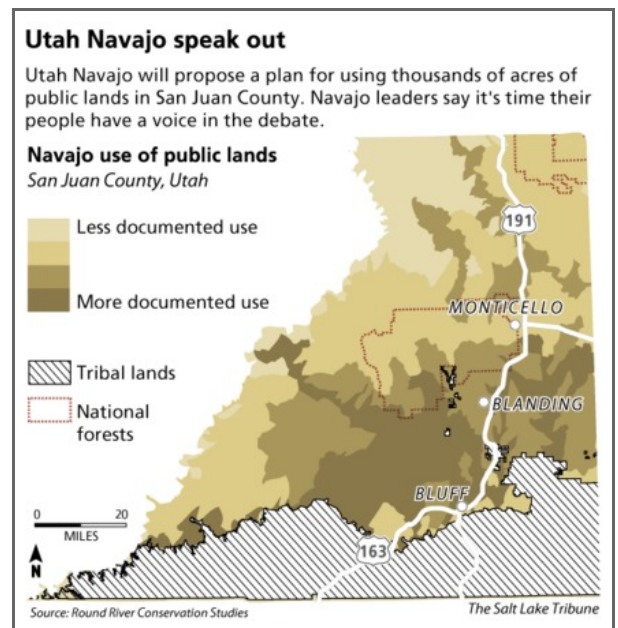 Utah Navajo speak out
Utah Navajo will propose a plan for using thousands of acres of
public lands in San Juan County. Navajo leaders say it's time their
people have a voice in the debate.
Navajo use of public lands
San Juan County, Utah
Less documented use
More documented use
Tribal lands
National
forests
191
MONTICELLO
BLANDING
BLUFF
163
0 20
MILES
N
Source: Round River Conservation Studies
The Salt Lake Tribune